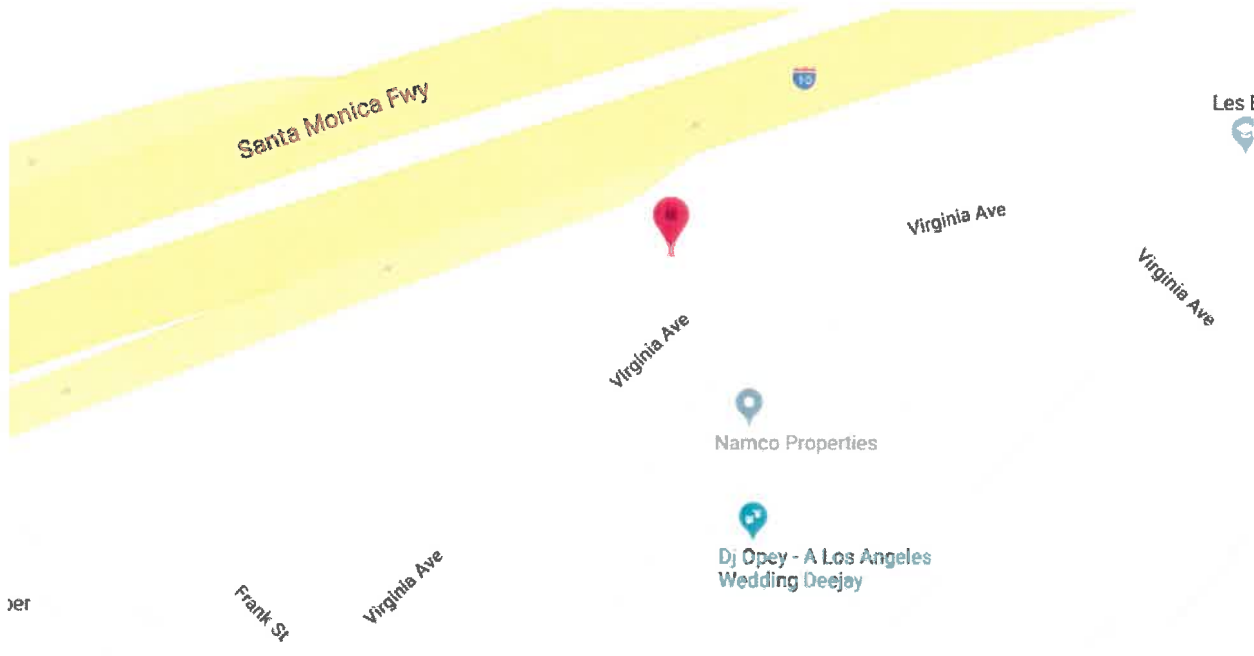 Santa Monica Fwy
10
Les
Virginia Ave
Virginia Ave
Virginia Ave
Namco Properties
Dj Opey - A Los Angeles
Wedding Deejay
Virginia Ave
Frank St